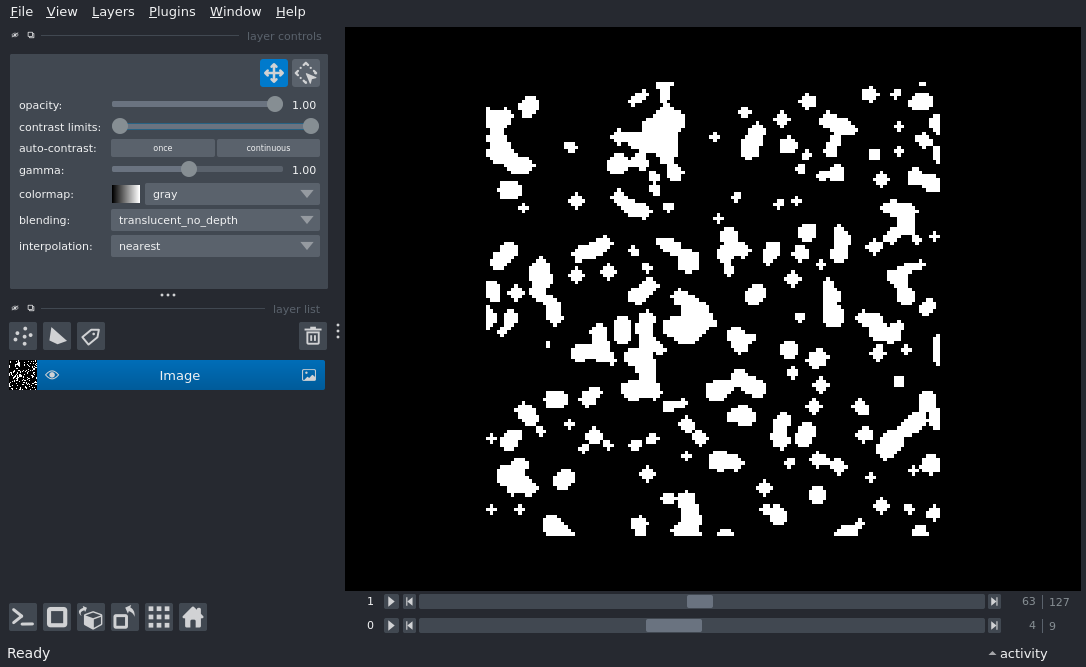 File View Layers Plugins Window Help
layer controls
opacity: 1.00
contrast limits:
auto-contrast: once continuous
gamma: 1.00
colormap: gray
blending: translucent_no_depth
interpolation: nearest
layer list
Image
1 63 127
0 4 9
Ready activity